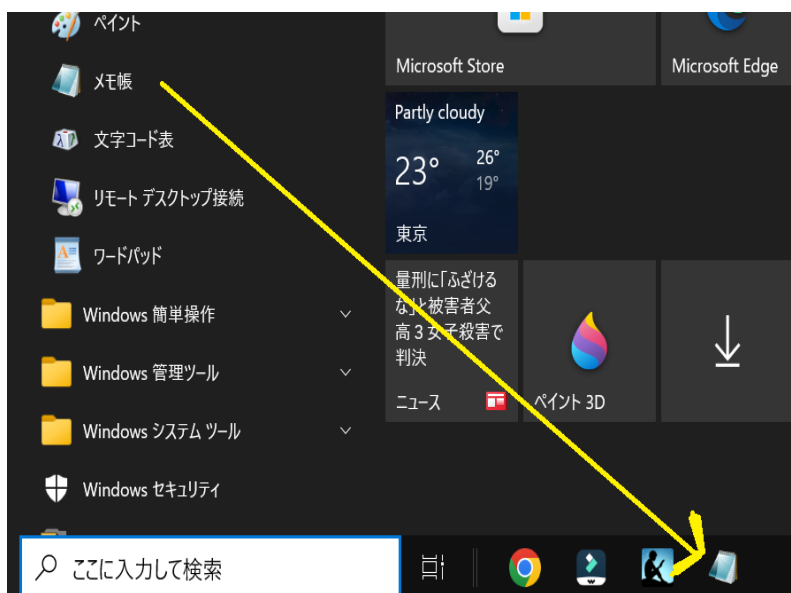 ペイント
メモ帳
文字コード表
リモート デスクトップ接続
ワードパッド
Windows 簡単操作
Windows 管理ツール
Windows システム ツール
Windows セキュリティ
Microsoft Store
Microsoft Edge
Partly cloudy
23°
26°
19°
東京
量刑に「ふざける
な」と被害者父
高3女子殺害で
判決
ニュース
ペイント 3D
ここに入力して検索